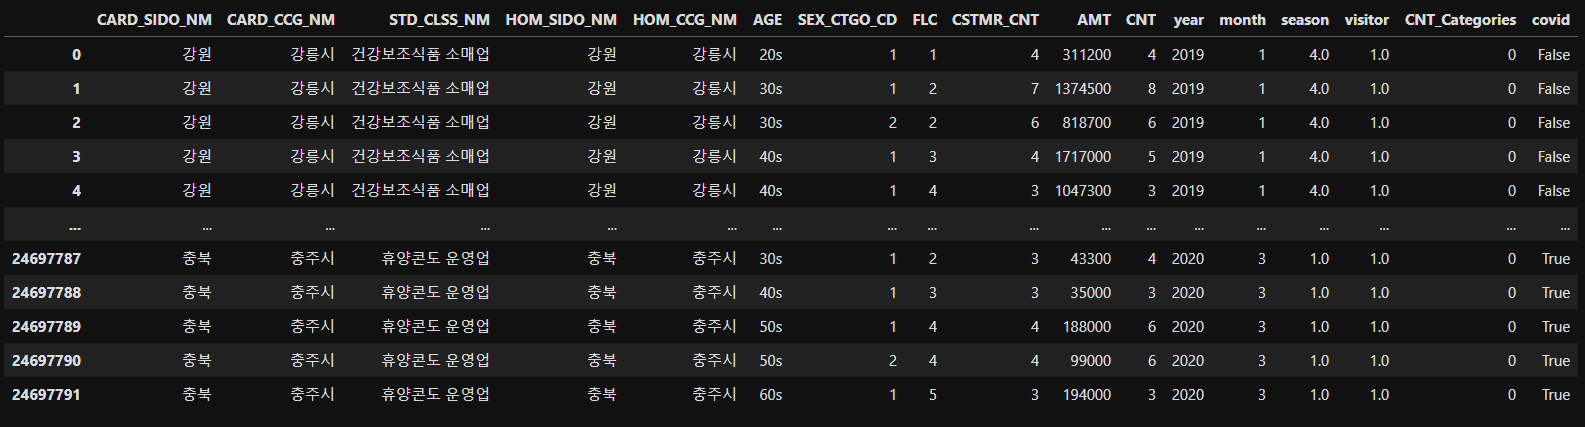 CARD_SIDO_NM CARD_CCG_NM STD_CLSS_NM HOM_SIDO_NM HOM_CCG_NM AGE SEX_CTGO_CD FLC CSTMR_CNT AMT CNT year month season visitor CNT_Categories covid
0 강원 강릉시 건강보조식품 소매업 강원 강릉시 20s 1 1 4 311200 4 2019 1 4.0 1.0 0 False
1 강원 강릉시 건강보조식품 소매업 강원 강릉시 30s 1 2 7 1374500 8 2019 1 4.0 1.0 0 False
2 강원 강릉시 건강보조식품 소매업 강원 강릉시 30s 2 2 6 818700 6 2019 1 4.0 1.0 0 False
3 강원 강릉시 건강보조식품 소매업 강원 강릉시 40s 1 3 4 1717000 5 2019 1 4.0 1.0 0 False
4 강원 강릉시 건강보조식품 소매업 강원 강릉시 40s 1 4 3 1047300 3 2019 1 4.0 1.0 0 False
... ... ... ... ... ... ... ... ... ... ... ... ... ... ... ... ... ...
24697787 충북 충주시 휴양콘도 운영업 충북 충주시 30s 1 2 3 43300 4 2020 3 1.0 1.0 0 True
24697788 충북 충주시 휴양콘도 운영업 충북 충주시 40s 1 3 3 35000 3 2020 3 1.0 1.0 0 True
24697789 충북 충주시 휴양콘도 운영업 충북 충주시 50s 1 4 4 188000 6 2020 3 1.0 1.0 0 True
24697790 충북 충주시 휴양콘도 운영업 충북 충주시 50s 2 4 4 99000 6 2020 3 1.0 1.0 0 True
24697791 충북 충주시 휴양콘도 운영업 충북 충주시 60s 1 5 3 194000 3 2020 3 1.0 1.0 0 True